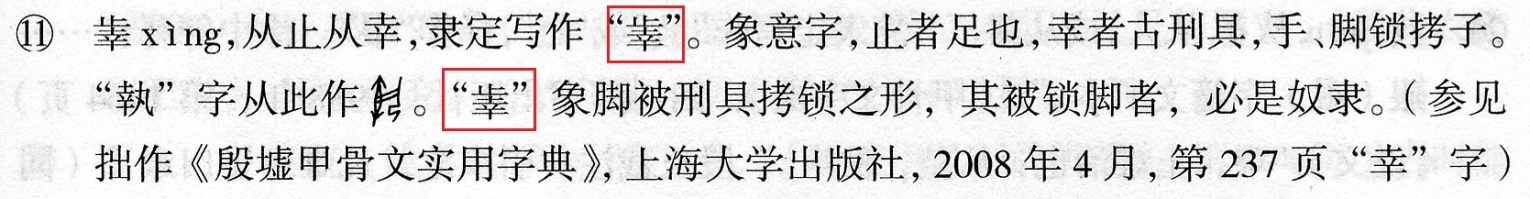 ⑪ xìng,从止从幸,隶定写作“”。象意字,止者足也,幸者古刑具,手、脚锁拷子。
“執”字从此作。“”象脚被刑具拷锁之形,其被锁脚者,必是奴隶。(参见
拙作《殷墟甲骨文实用字典》,上海大学出版社,2008年4月,第237页“幸”字)